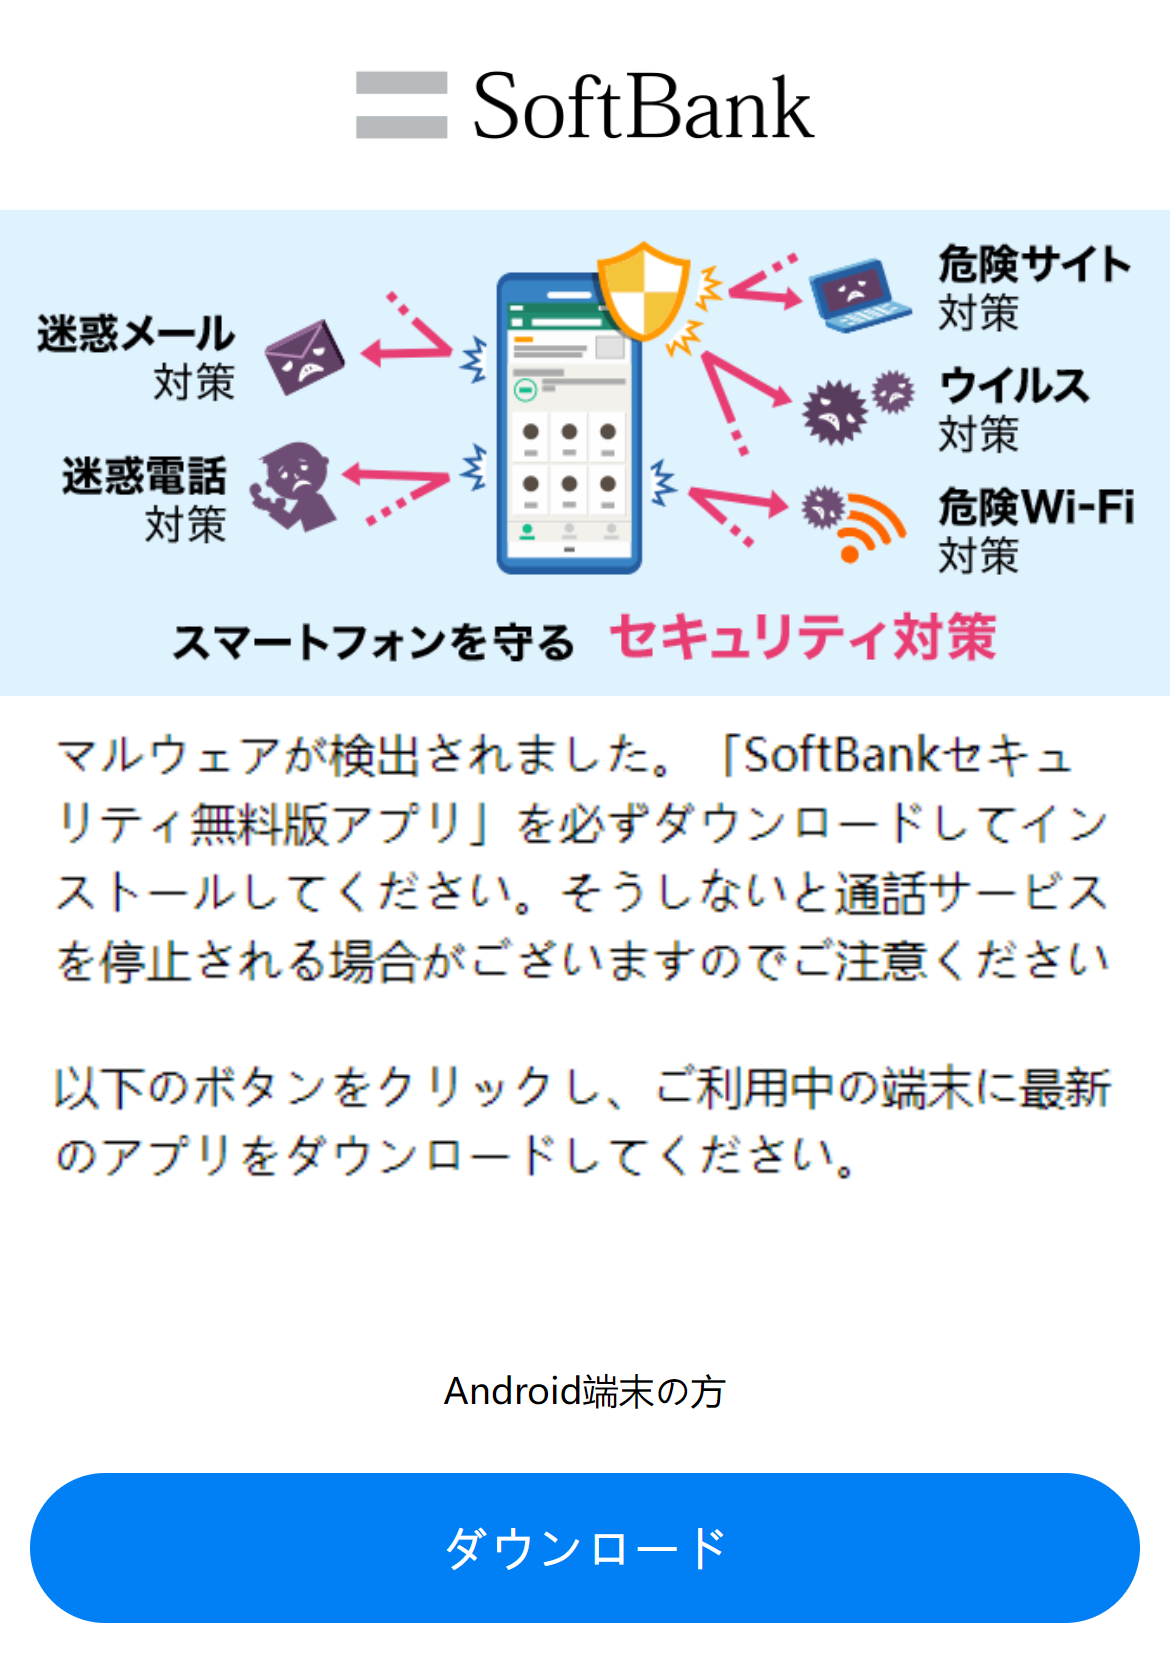 SoftBank
迷惑メール
対策
迷惑電話
対策
危険サイト
対策
ウイルス
対策
危険Wi-Fi
対策
スマートフォンを守る セキュリティ対策
マルウェアが検出されました。「SoftBankセキュ
リティ無料版アプリ」を必ずダウンロードしてイン
ストールしてください。そうしないと通話サービス
を停止される場合がございますのでご注意ください
以下のボタンをクリックし、ご利用中の端末に最新
のアプリをダウンロードしてください。
Android端末の方
ダウンロード